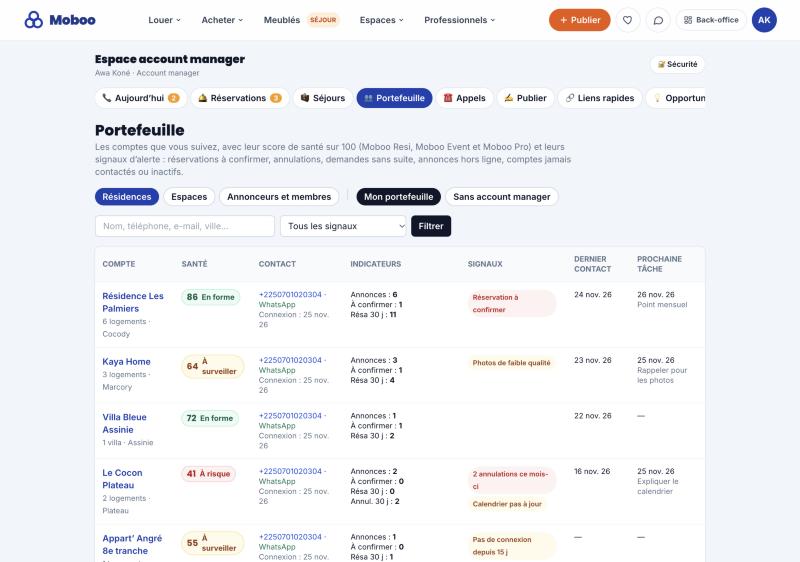 Moboo
Louer
Acheter
Meublés SÉJOUR
Espaces
Professionnels
+ Publier
Back-office
AK
Espace account manager
Awa Koné · Account manager
Sécurité
Aujourd'hui 2
Réservations 3
Séjours
Portefeuille
Appels
Publier
Liens rapides
Opportun
Portefeuille
Les comptes que vous suivez, avec leur score de santé sur 100 (Moboo Resi, Moboo Event et Moboo Pro) et leurs
signaux d'alerte : réservations à confirmer, annulations, demandes sans suite, annonces hors ligne, comptes jamais
contactés ou inactifs.
Résidences
Espaces
Annonceurs et membres
Mon portefeuille
Sans account manager
Nom, téléphone, e-mail, ville...
Tous les signaux
Filtrer
COMPTE
SANTÉ
CONTACT
INDICATEURS
SIGNAUX
DERNIER
CONTACT
PROCHAINE
TÂCHE
Résidence Les
Palmiers
6 logements ·
Cocody
86 En forme
+2250701020304 ·
WhatsApp
Connexion : 25 nov.
26
Annonces : 6
À confirmer : 1
Résa 30 j : 11
Réservation à
confirmer
24 nov. 26
26 nov. 26
Point mensuel
Kaya Home
3 logements ·
Marcory
64 À
surveiller
+2250701020304 ·
WhatsApp
Connexion : 25 nov.
26
Annonces : 3
À confirmer : 1
Résa 30 j : 4
Photos de faible qualité
23 nov. 26
25 nov. 26
Rappeler pour
les photos
Villa Bleue
Assinie
1 villa · Assinie
72 En forme
+2250701020304 ·
WhatsApp
Connexion : 25 nov.
26
Annonces : 1
À confirmer : 1
Résa 30 j : 2
22 nov. 26
—
Le Cocon
Plateau
2 logements ·
Plateau
41 À risque
+2250701020304 ·
WhatsApp
Connexion : 25 nov.
26
Annonces : 2
À confirmer : 0
Résa 30 j : 0
Annul. 30 j : 2
2 annulations ce mois-
ci
Calendrier pas à jour
16 nov. 26
25 nov. 26
Expliquer le
calendrier
Appart' Angré
8e tranche
55 À
surveiller
+2250701020304 ·
WhatsApp
Connexion : 25 nov.
Annonces : 1
À confirmer : 0
Résa 30 j : 1
Pas de connexion
depuis 15 j
—
—